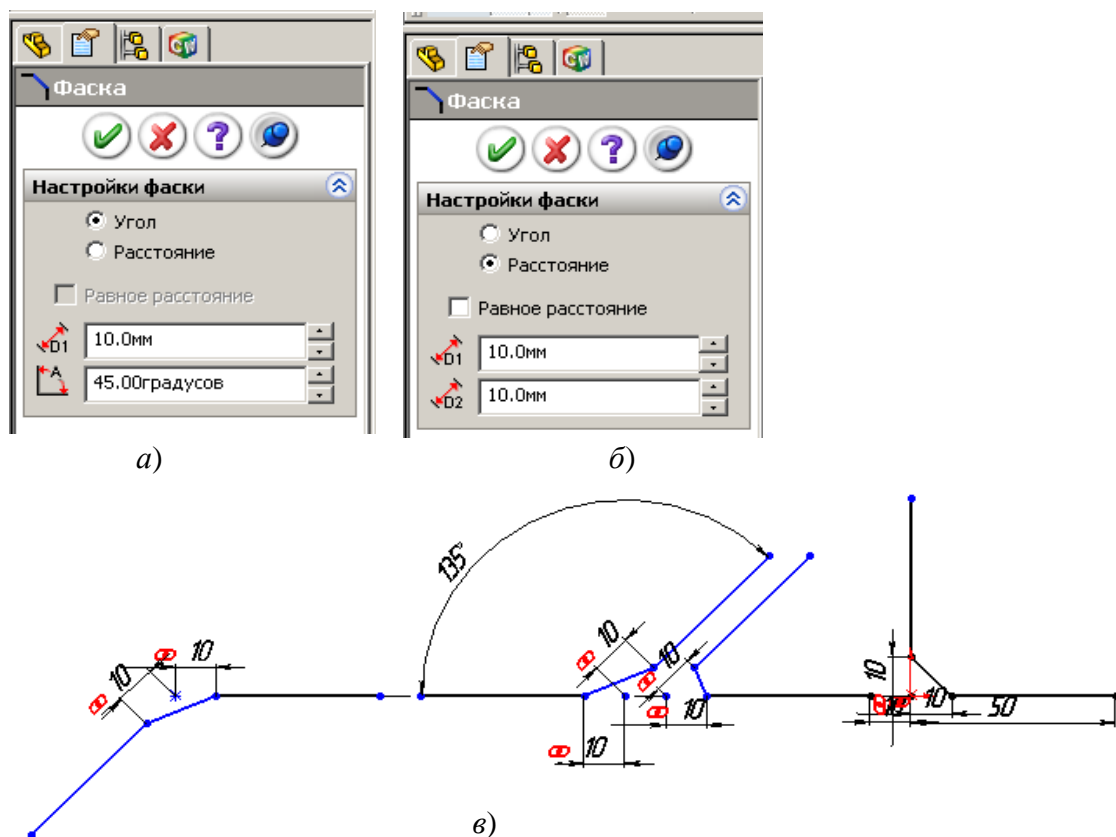 Фаска
Настройки фаски
Угол
Расстояние
Равное расстояние
D1 10.0мм
A 45.00градусов
а)
Фаска
Настройки фаски
Угол
Расстояние
Равное расстояние
D1 10.0мм
D2 10.0мм
б)
135°
10
10
10
10
10
10
10
10
50
в)